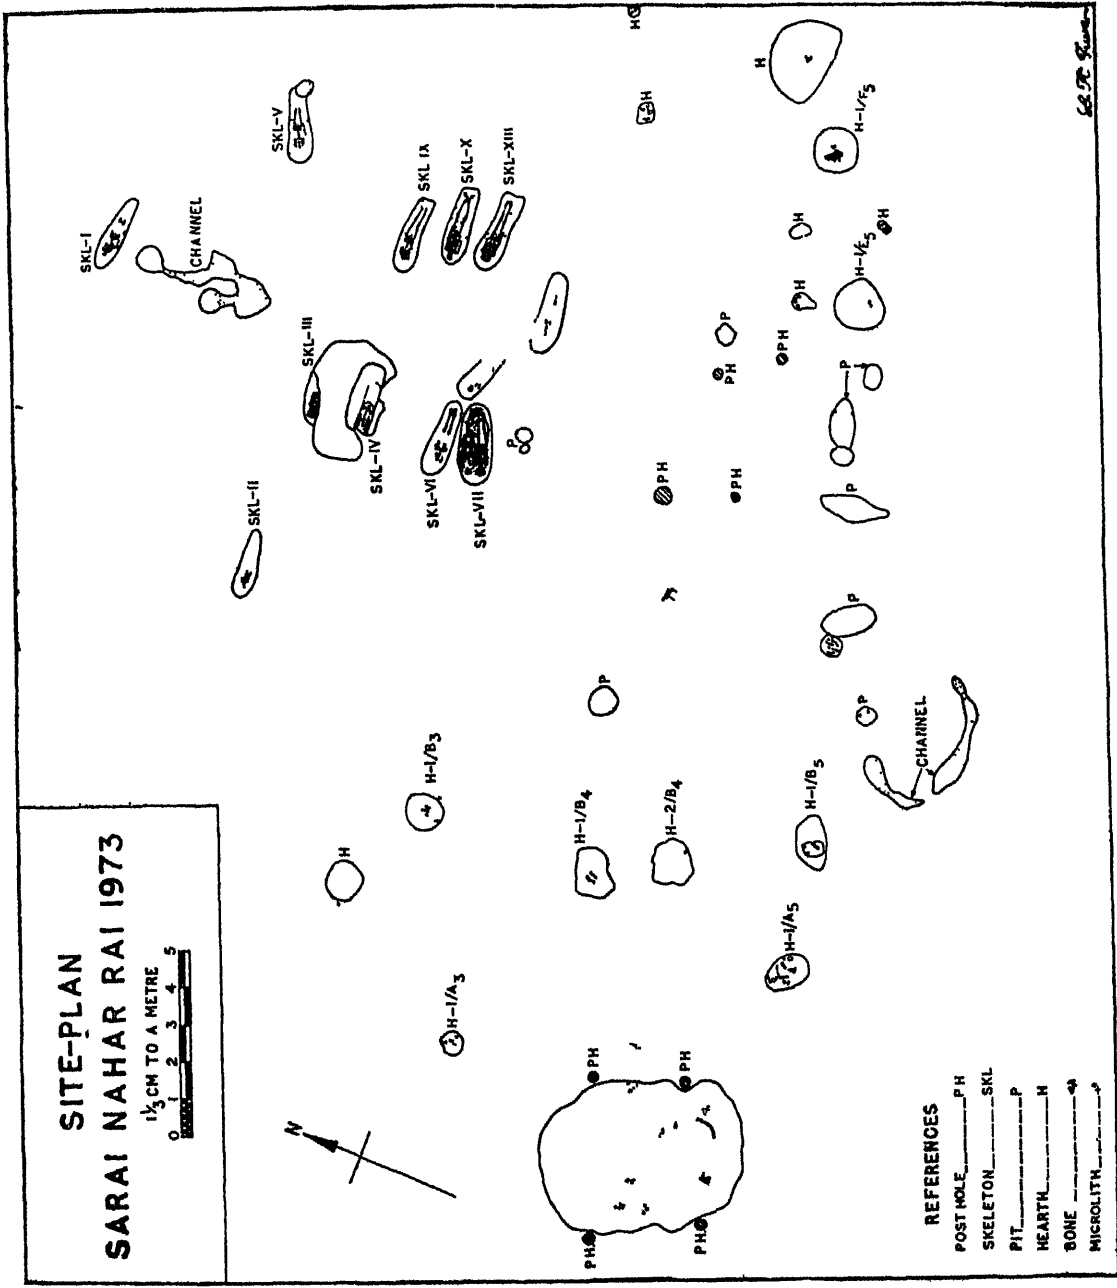 SITE-PLAN
SARAI NAHAR RAI 1973
1⅓ CM TO A METRE
0 1 2 3 4 5
N
SKL-I
CHANNEL
SKL-V
SKL-II
SKL-III
SKL-IV
SKL IX
SKL-X
SKL-XIII
SKL-VI
SKL-VII
P
H
H-1/B3
H-1/A3
H-1/B4
H-2/B4
P
H
H
PH
PH
PH
P
PH
H
H
H
H
H-1/F5
H-1/E5
P
P
P
P
H-1/B5
H-1/A5
CHANNEL
PH
PH
PH
PH
REFERENCES
POST HOLE PH
SKELETON SKL
PIT P
HEARTH H
BONE
MICROLITH